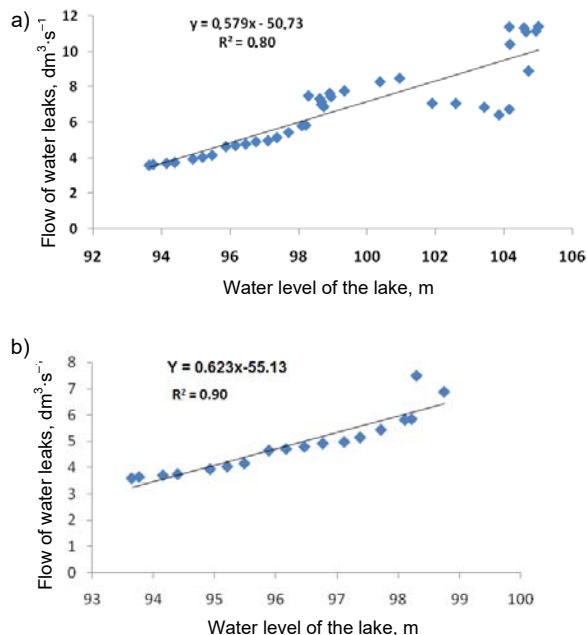 a)
y = 0,579x - 50,73
R² = 0.80
Flow of water leaks, dm³·s⁻¹
12
10
8
6
4
2
0
92 94 96 98 100 102 104 106
Water level of the lake, m
b)
Y = 0.623x-55.13
R² = 0.90
Flow of water leaks, dm³·s
8
7
6
5
4
3
2
1
0
93 94 95 96 97 98 99 100
Water level of the lake, m